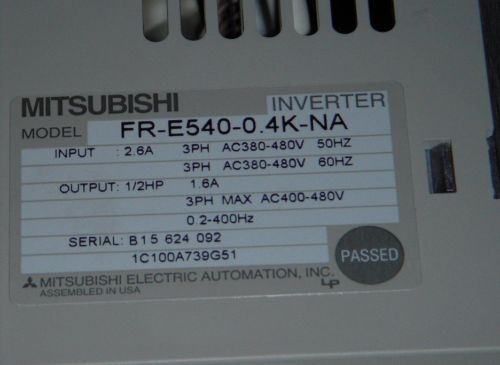 MITSUBISHI INVERTER
MODEL FR-E540-0.4K-NA
INPUT : 2.6A 3PH AC380-480V 50HZ
3PH AC380-480V 60HZ
OUTPUT: 1/2HP 1.6A
3PH MAX AC400-480V
0.2-400Hz
SERIAL: B15 624 092
1C100A739G51
PASSED
MITSUBISHI ELECTRIC AUTOMATION, INC.
ASSEMBLED IN USA
LP